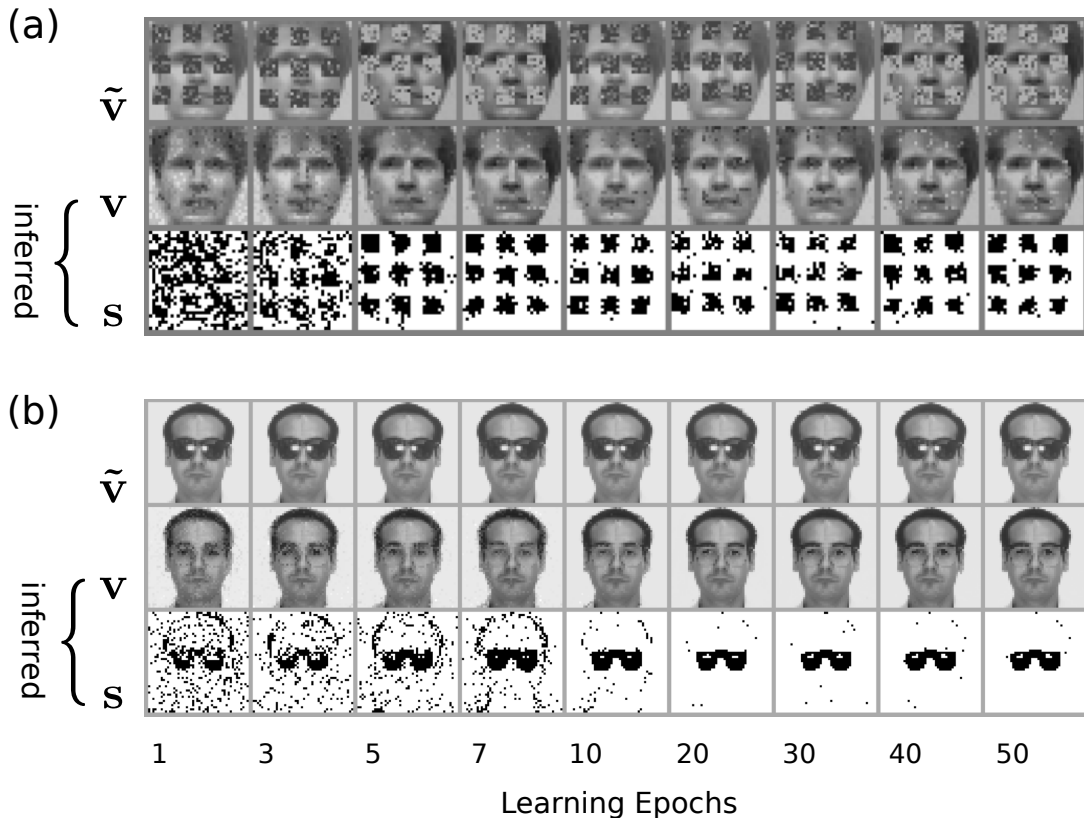 (a)
ṽ
v
s
inferred
(b)
ṽ
v
s
inferred
1 3 5 7 10 20 30 40 50
Learning Epochs